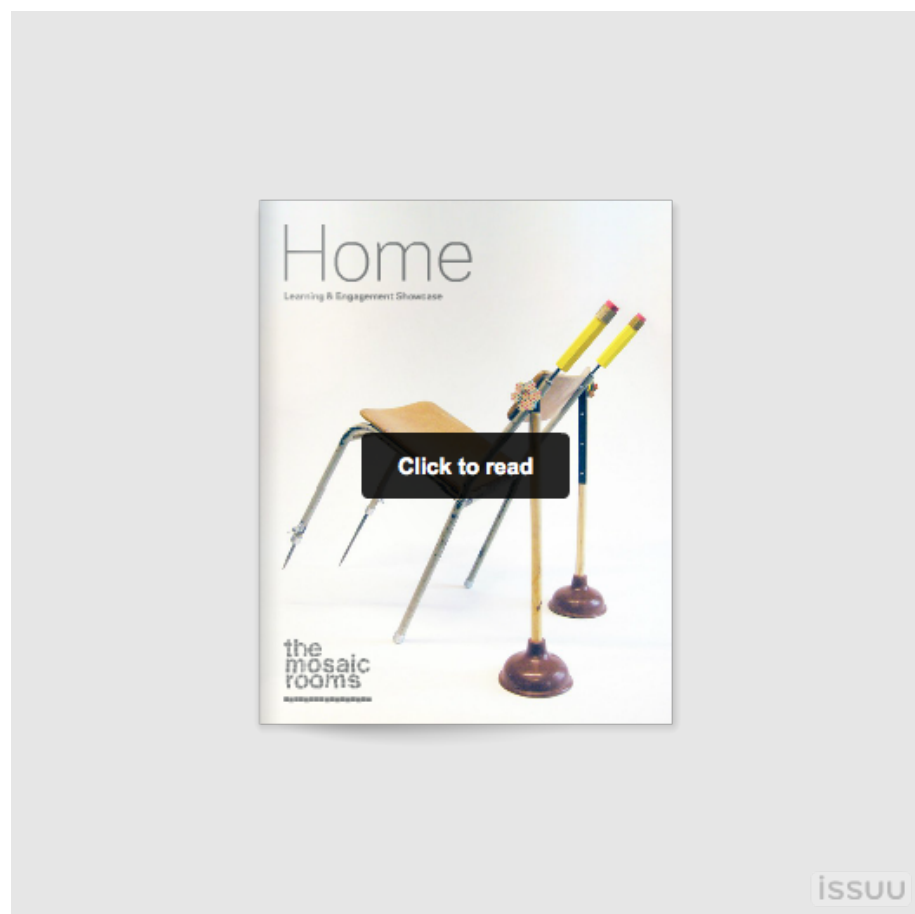 Home
Learning & Engagement Showcase
Click to read
the
mosaic
rooms
issuu